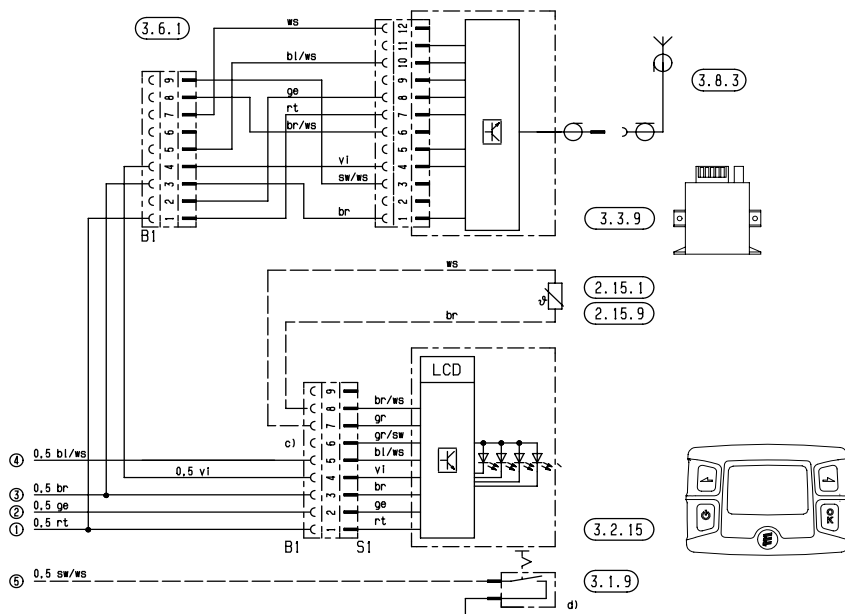 3.6.1
ws
bl/ws
ge
rt
br/ws
vi
sw/ws
br
9
8
7
6
5
4
3
2
1
B1
12
11
10
9
8
7
6
5
4
3
2
1
3.8.3
3.3.9
ws
ϑ
2.15.1
2.15.9
br
LCD
9
8
7
6
5
4
3
2
1
c)
br/ws
gr
gr/sw
bl/ws
vi
br
ge
rt
④ 0,5 bl/ws
0,5 vi
③ 0,5 br
② 0,5 ge
① 0,5 rt
B1 S1
3.2.15
OK
⑤ 0,5 sw/ws
3.1.9
d)